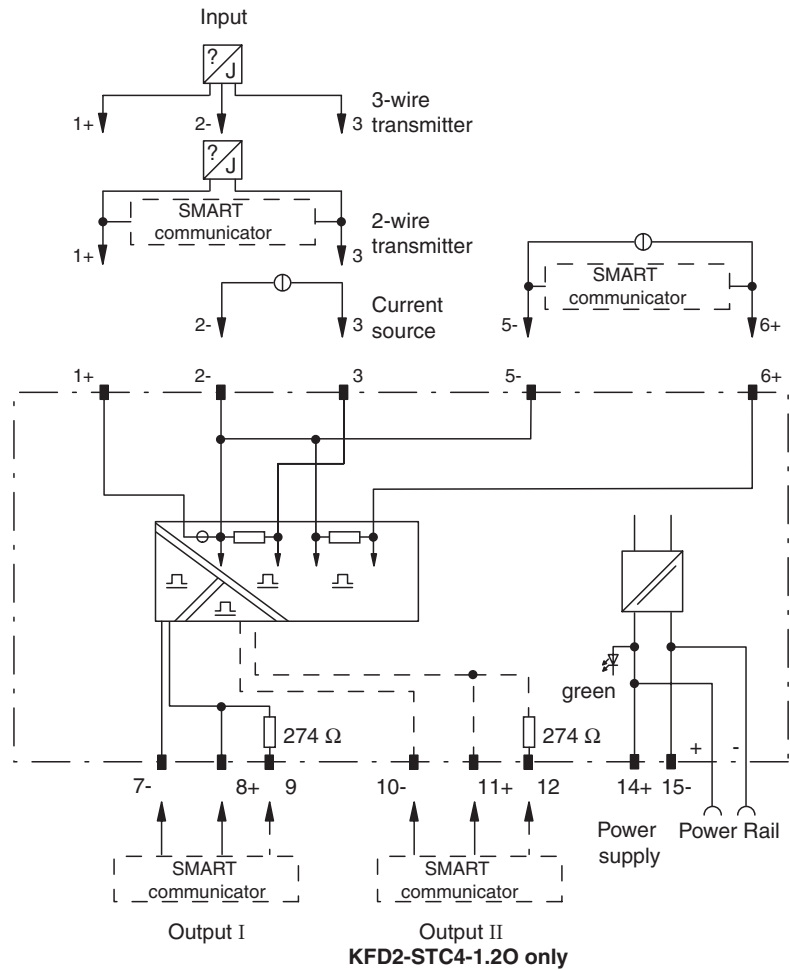 Input
?
J
3-wire
transmitter
1+ 2- 3
?
J
SMART
communicator
2-wire
transmitter
1+ 3
Current
source
2- 3
SMART
communicator
5- 6+
1+ 2- 3 5- 6+
green
274 Ω
274 Ω
+ -
7- 8+ 9 10- 11+ 12 14+ 15-
Power
supply
Power Rail
SMART
communicator
SMART
communicator
Output I
Output II
KFD2-STC4-1.2O only